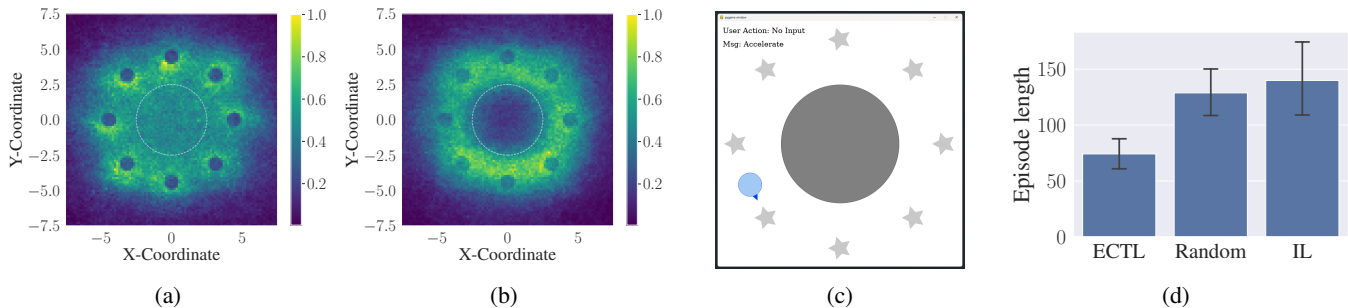 7.5
5.0
2.5
0.0
−2.5
−5.0
−7.5
Y-Coordinate
−5
0
5
X-Coordinate
1.0
0.8
0.6
0.4
0.2
(a)
7.5
5.0
2.5
0.0
−2.5
−5.0
−7.5
Y-Coordinate
−5
0
5
X-Coordinate
1.0
0.8
0.6
0.4
0.2
(b)
pygame window
User Action: No Input
Msg: Accelerate
(c)
Episode length
150
100
50
0
ECTL
Random
IL
(d)